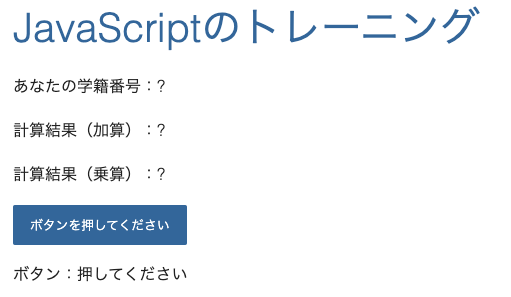 JavaScriptのトレーニング
あなたの学籍番号：?
計算結果（加算）：?
計算結果（乗算）：?
ボタンを押してください
ボタン：押してください